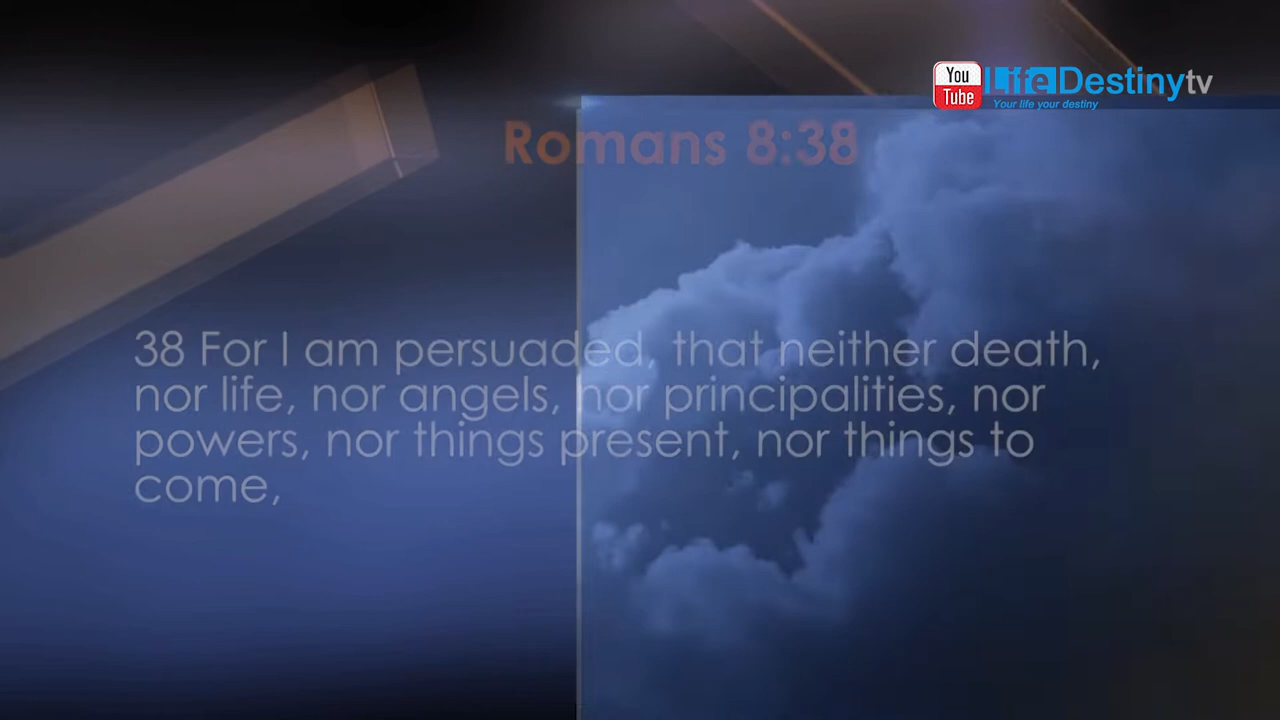 You
Tube
LifeDestinytv
Your life your destiny
Romans 8:38
38 For I am persuaded, that neither death,
nor life, nor angels, nor principalities, nor
powers, nor things present, nor things to
come,